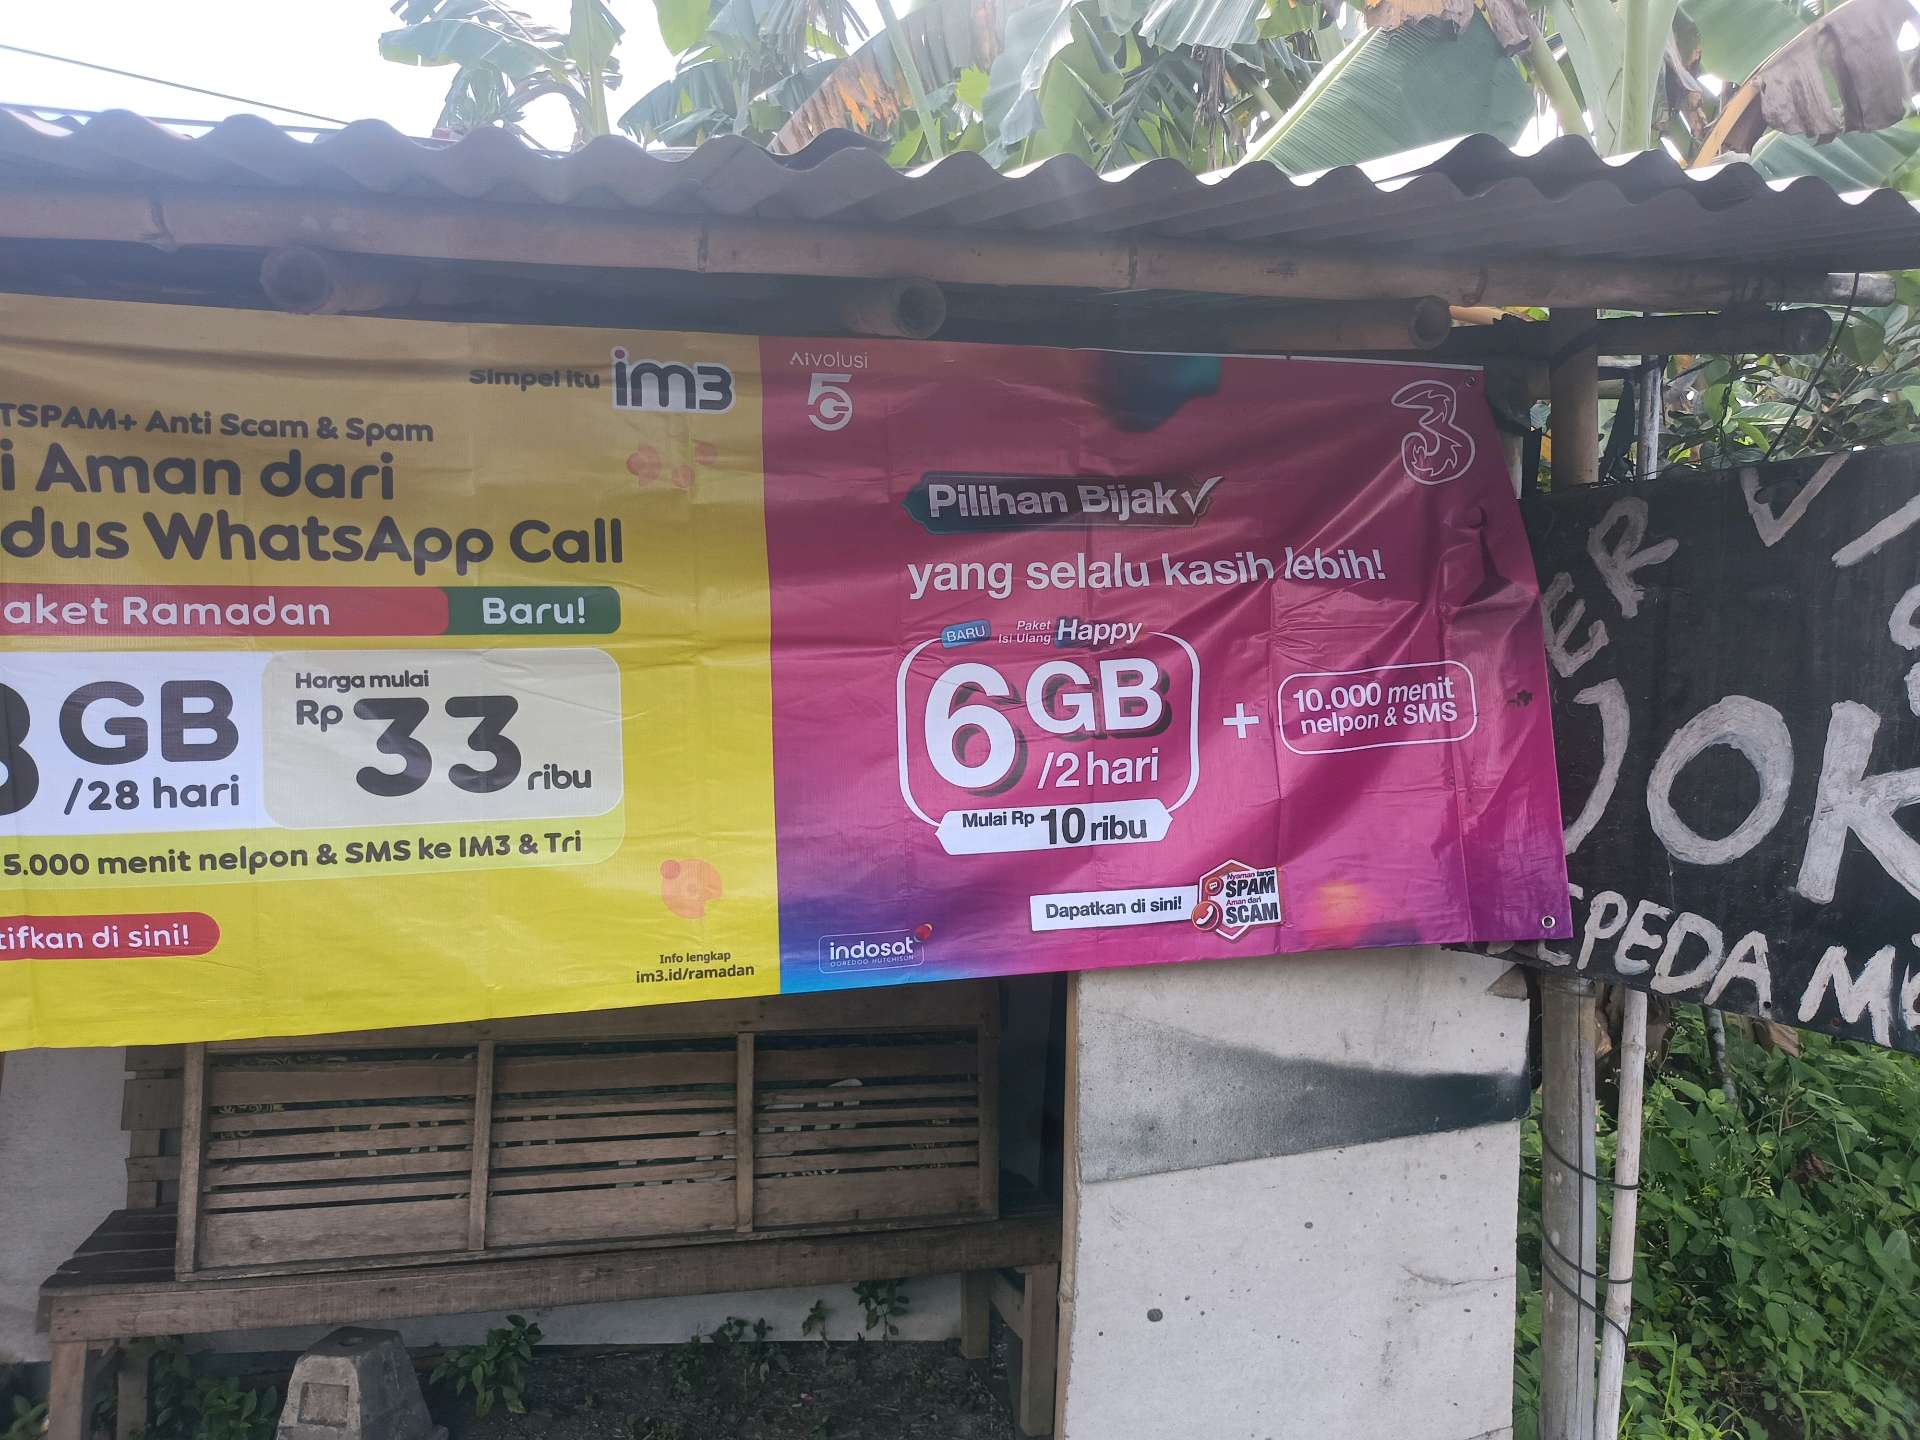 simpel itu im3
TSPAM+ Anti Scam & Spam
i Aman dari
dus WhatsApp Call
aket Ramadan Baru!
GB
/28 hari
Harga mulai
Rp 33 ribu
5.000 menit nelpon & SMS ke IM3 & Tri
tifkan di sini!
Info lengkap
im3.id/ramadan
AIVOLUSI
5G
3
Pilihan Bijak
yang selalu kasih lebih!
BARU Paket Isi Ulang Happy
6 GB
/2 hari
Mulai Rp 10 ribu
+
10.000 menit
nelpon & SMS
Dapatkan di sini!
Nyaman tanpa
SPAM
Aman dari
SCAM
indosat
OOREDOO HUTCHISON
ER
JOK
EPEDA M